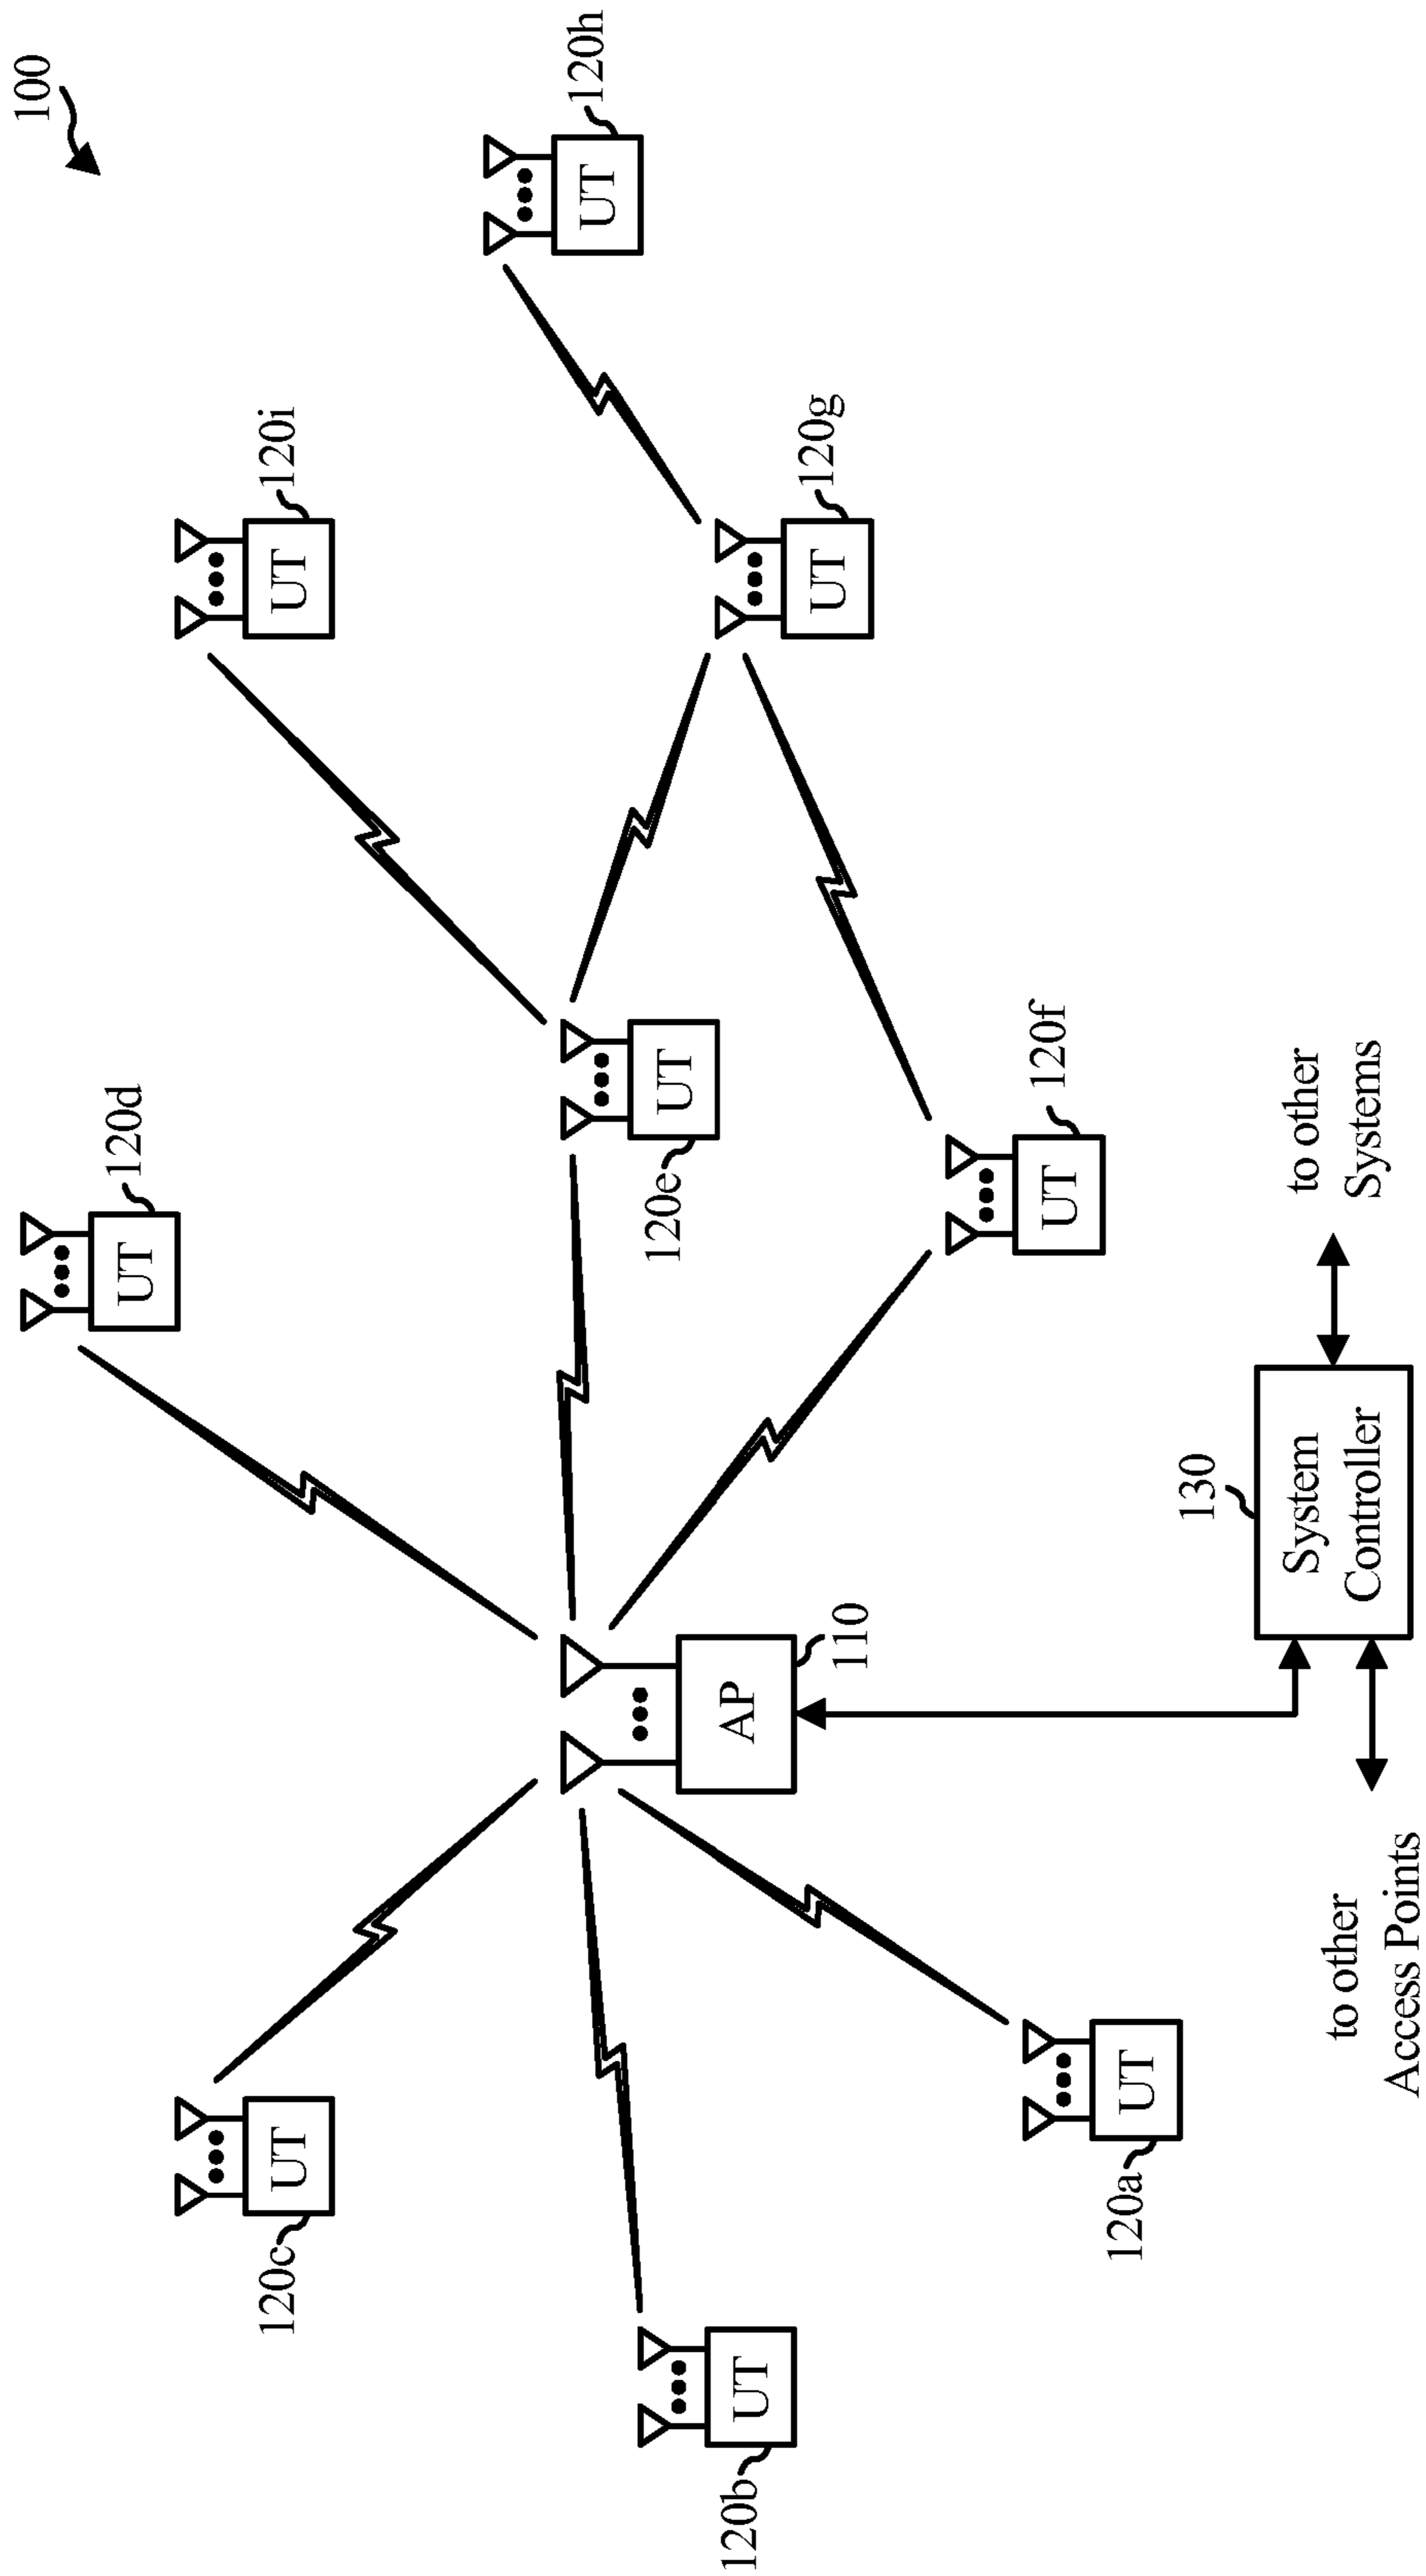 100
120d
UT
120i
UT
120h
UT
120c
UT
120e
UT
120g
UT
120b
UT
AP
110
120f
UT
120a
UT
130
System
Controller
to other
Systems
to other
Access Points